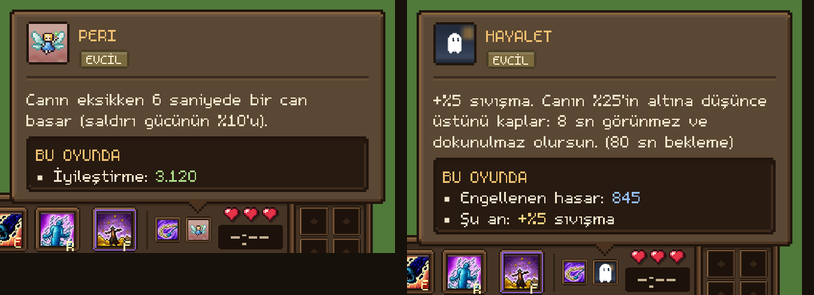 PERI
EVCİL
Canın eksikken 6 saniyede bir can
basar (saldırı gücünün %10'u).
BU OYUNDA
▪ İyileştirme: 3.120
E
R
F
-:--
HAYALET
EVCİL
+%5 sıvışma. Canın %25'in altına düşünce
üstünü kaplar: 8 sn görünmez ve
dokunulmaz olursun. (80 sn bekleme)
BU OYUNDA
▪ Engellenen hasar: 845
▪ Şu an: +%5 sıvışma
E
R
F
-:--